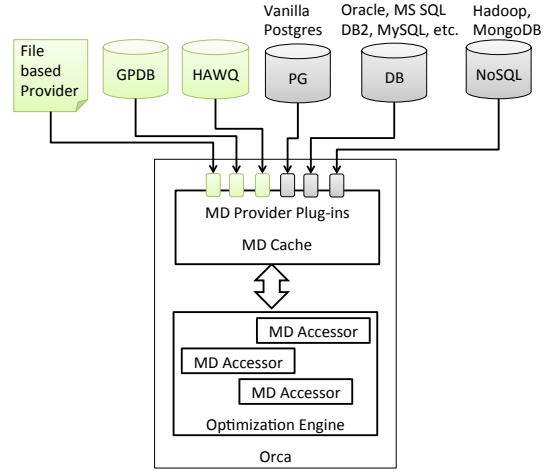 Vanilla
Postgres
Oracle, MS SQL
DB2, MySQL, etc.
Hadoop,
MongoDB
File
based
Provider
GPDB
HAWQ
PG
DB
NoSQL
MD Provider Plug-ins
MD Cache
MD Accessor
MD Accessor
MD Accessor
Optimization Engine
Orca